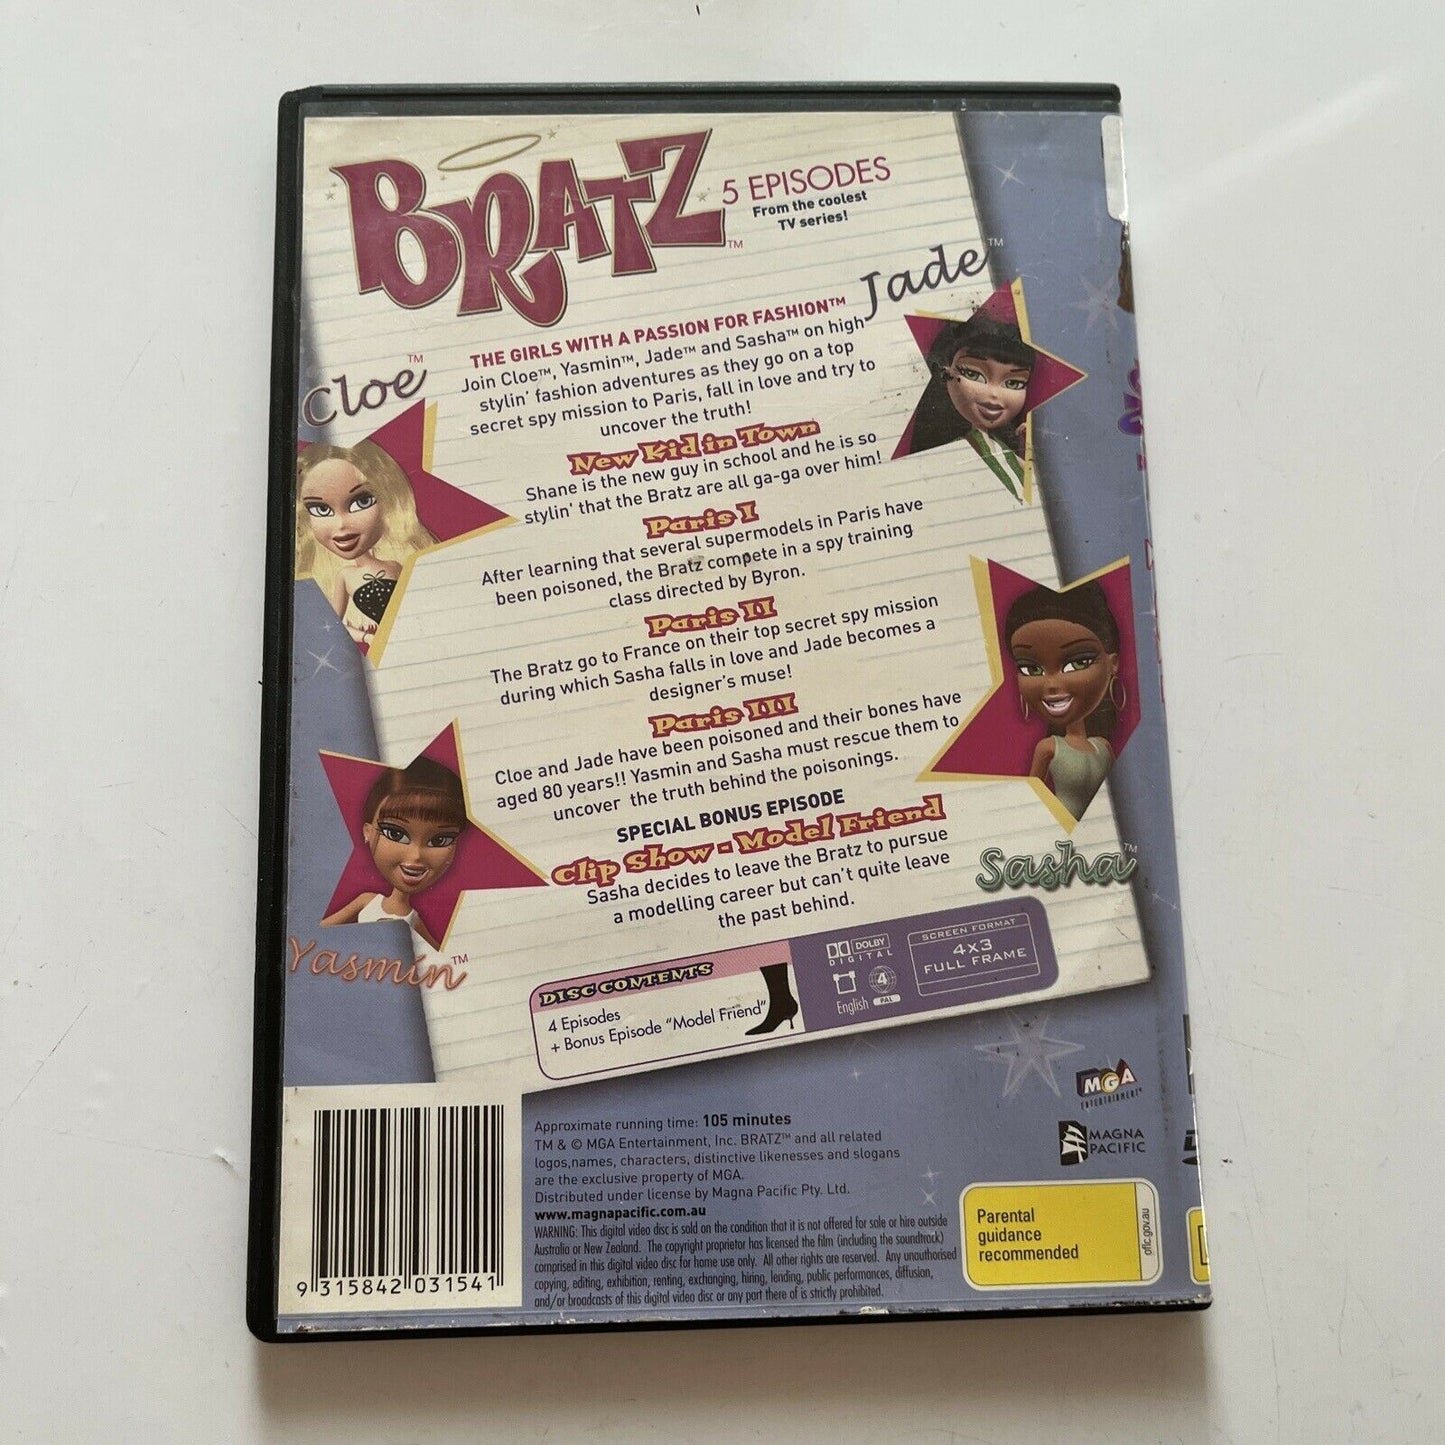 BRATZ™
5 EPISODES
From the coolest
TV series!
Jade™
Cloe™
THE GIRLS WITH A PASSION FOR FASHION™
Join Cloe™, Yasmin™, Jade™ and Sasha™ on high
stylin' fashion adventures as they go on a top
secret spy mission to Paris, fall in love and try to
uncover the truth!
New Kid in Town
Shane is the new guy in school and he is so
stylin' that the Bratz are all ga-ga over him!
Paris I
After learning that several supermodels in Paris have
been poisoned, the Bratz compete in a spy training
class directed by Byron.
Paris II
The Bratz go to France on their top secret spy mission
during which Sasha falls in love and Jade becomes a
designer's muse!
Paris III
Cloe and Jade have been poisoned and their bones have
aged 80 years!! Yasmin and Sasha must rescue them to
uncover the truth behind the poisonings.
SPECIAL BONUS EPISODE
Clip Show - Model Friend
Sasha decides to leave the Bratz to pursue
a modelling career but can't quite leave
the past behind.
Sasha™
Yasmin™
DISC CONTENTS
4 Episodes
+ Bonus Episode "Model Friend"
DOLBY
DIGITAL
English
4
PAL
SCREEN FORMAT
4x3
FULL FRAME
MGA
ENTERTAINMENT
MAGNA
PACIFIC
Approximate running time: 105 minutes
TM & © MGA Entertainment, Inc. BRATZ™ and all related
logos,names, characters, distinctive likenesses and slogans
are the exclusive property of MGA.
Distributed under license by Magna Pacific Pty. Ltd.
www.magnapacific.com.au
WARNING: This digital video disc is sold on the condition that it is not offered for sale or hire outside
Australia or New Zealand. The copyright proprietor has licensed the film (including the soundtrack)
comprised in this digital video disc for home use only. All other rights are reserved. Any unauthorised
copying, editing, exhibition, renting, exchanging, hiring, lending, public performances, diffusion,
and/or broadcasts of this digital video disc or any part there of is strictly prohibited.
Parental
guidance
recommended
oflc.gov.au
9 315842 031541